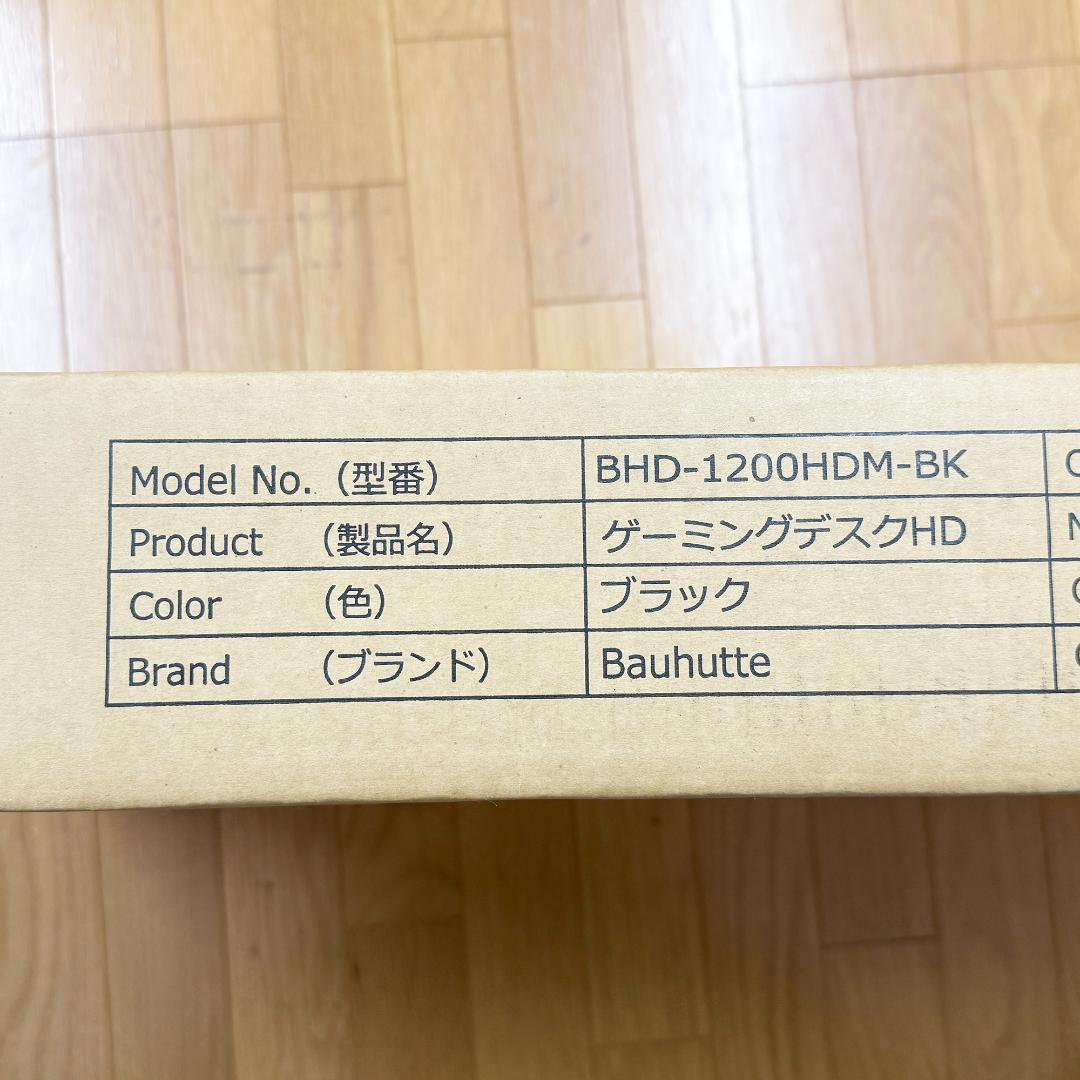 Model No. （型番） BHD-1200HDM-BK
Product （製品名） ゲーミングデスクHD
Color （色） ブラック
Brand （ブランド） Bauhutte